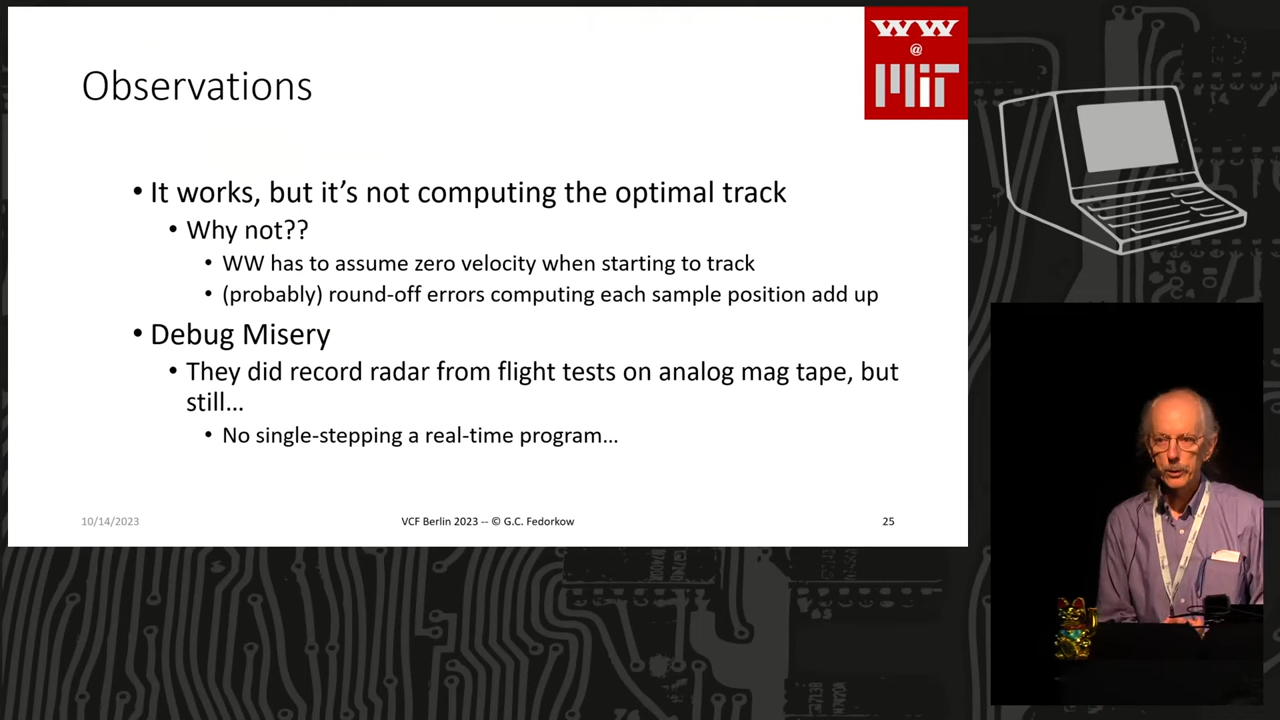 Observations
WW
@
MIT
• It works, but it's not computing the optimal track
• Why not??
• WW has to assume zero velocity when starting to track
• (probably) round-off errors computing each sample position add up
• Debug Misery
• They did record radar from flight tests on analog mag tape, but
still…
• No single-stepping a real-time program…
10/14/2023
VCF Berlin 2023 -- © G.C. Fedorkow
25